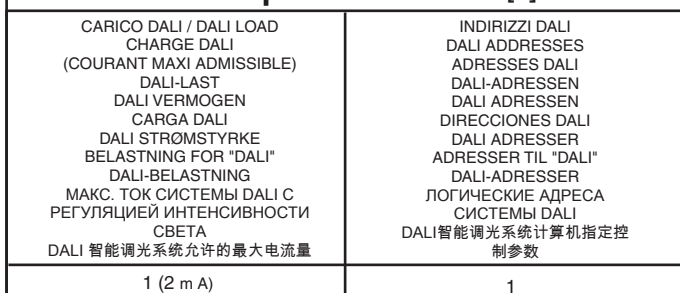 CARICO DALI / DALI LOAD
CHARGE DALI
(COURANT MAXI ADMISSIBLE)
DALI-LAST
DALI VERMOGEN
CARGA DALI
DALI STRØMSTYRKE
BELASTNING FOR "DALI"
DALI-BELASTNING
МАКС. ТОК СИСТЕМЫ DALI С
РЕГУЛЯЦИЕЙ ИНТЕНСИВНОСТИ
СВЕТА
DALI 智能调光系统允许的最大电流量
INDIRIZZI DALI
DALI ADDRESSES
ADRESSES DALI
DALI-ADRESSEN
DALI ADRESSEN
DIRECCIONES DALI
DALI ADRESSER
ADRESSER TIL "DALI"
DALI-ADRESSER
ЛОГИЧЕСКИЕ АДРЕСА
СИСТЕМЫ DALI
DALI智能调光系统计算机指定控
制参数
1 (2 m A)
1